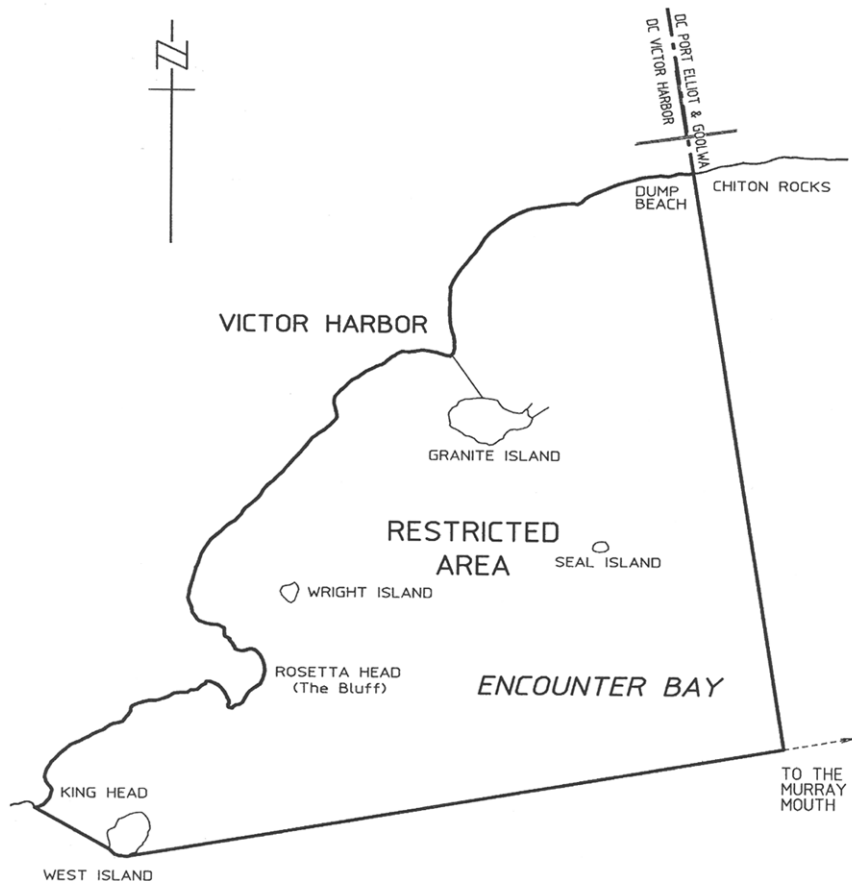 N
DC PORT ELLIOT & GOOLWA
DC VICTOR HARBOR
DUMP
BEACH
CHITON ROCKS
VICTOR HARBOR
GRANITE ISLAND
RESTRICTED
AREA
SEAL ISLAND
WRIGHT ISLAND
ROSETTA HEAD
(The Bluff)
ENCOUNTER BAY
KING HEAD
TO THE
MURRAY
MOUTH
WEST ISLAND